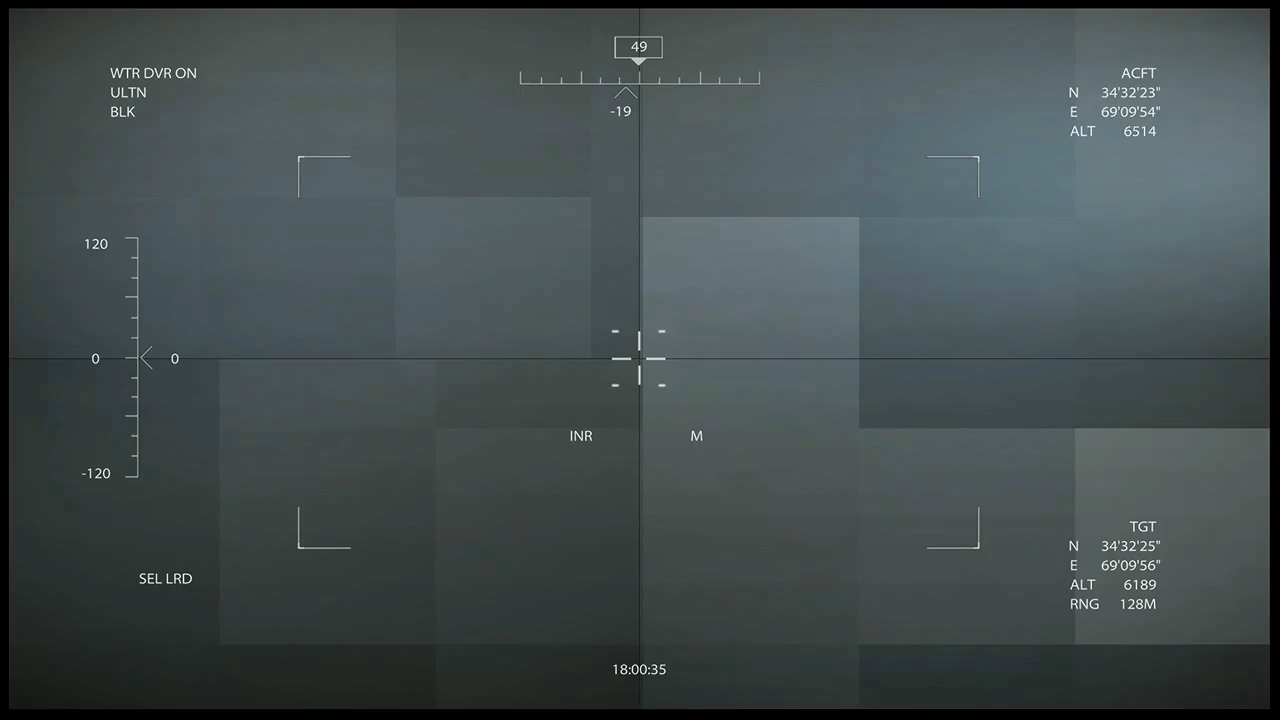 49
WTR DVR ON
ULTN
BLK
-19
ACFT
N 34'32'23"
E 69'09'54"
ALT 6514
120
0 0
-120
INR M
SEL LRD
TGT
N 34'32'25"
E 69'09'56"
ALT 6189
RNG 128M
18:00:35